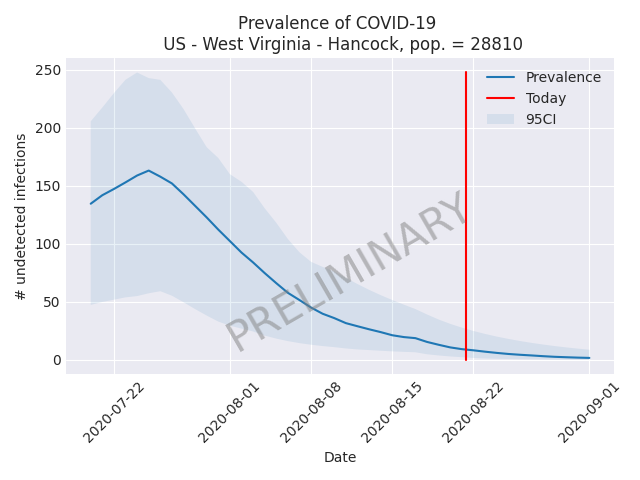 Prevalence of COVID-19
US - West Virginia - Hancock, pop. = 28810
250
200
150
100
50
0
# undetected infections
Prevalence
Today
95CI
PRELIMINARY
2020-07-22
2020-08-01
2020-08-08
2020-08-15
2020-08-22
2020-09-01
Date